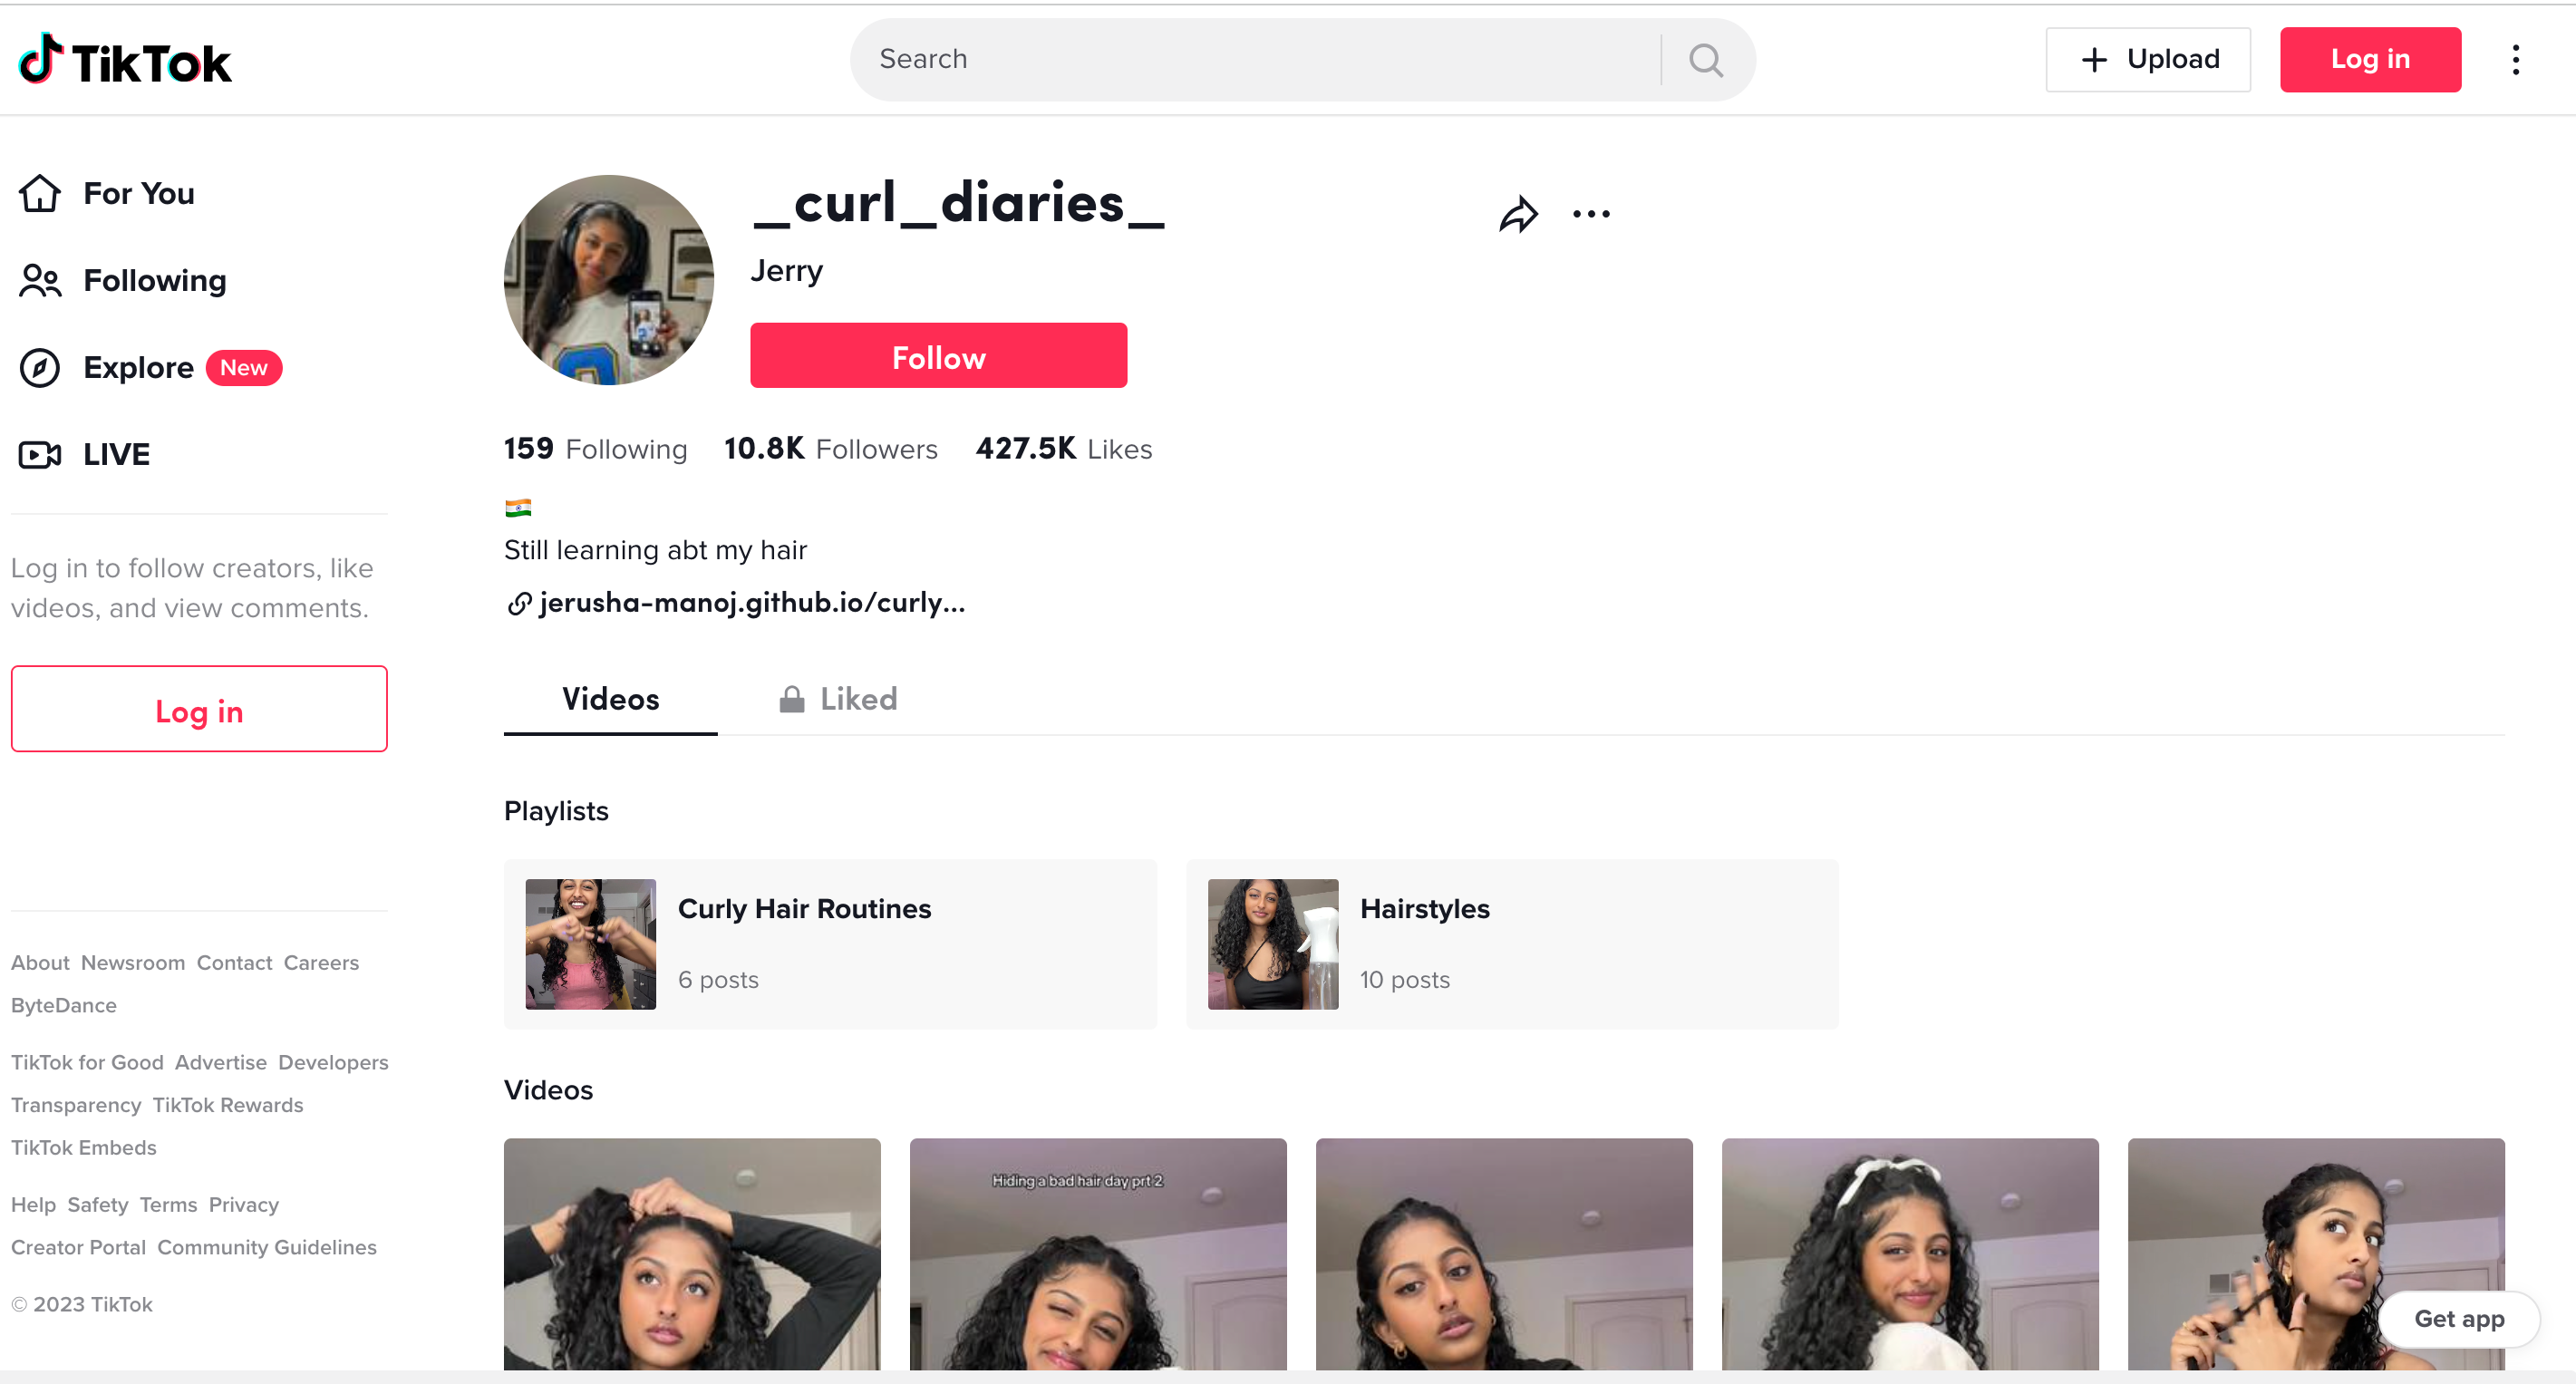 TikTok
Search
Upload
Log in
For You
Following
Explore New
LIVE
Log in to follow creators, like
videos, and view comments.
Log in
About Newsroom Contact Careers
ByteDance
TikTok for Good Advertise Developers
Transparency TikTok Rewards
TikTok Embeds
Help Safety Terms Privacy
Creator Portal Community Guidelines
© 2023 TikTok
_curl_diaries_
Jerry
Follow
159 Following 10.8K Followers 427.5K Likes
🇮🇳
Still learning abt my hair
jerusha-manoj.github.io/curly...
Videos Liked
Playlists
Curly Hair Routines
6 posts
Hairstyles
10 posts
Videos
Hiding a bad hair day prt 2
Get app